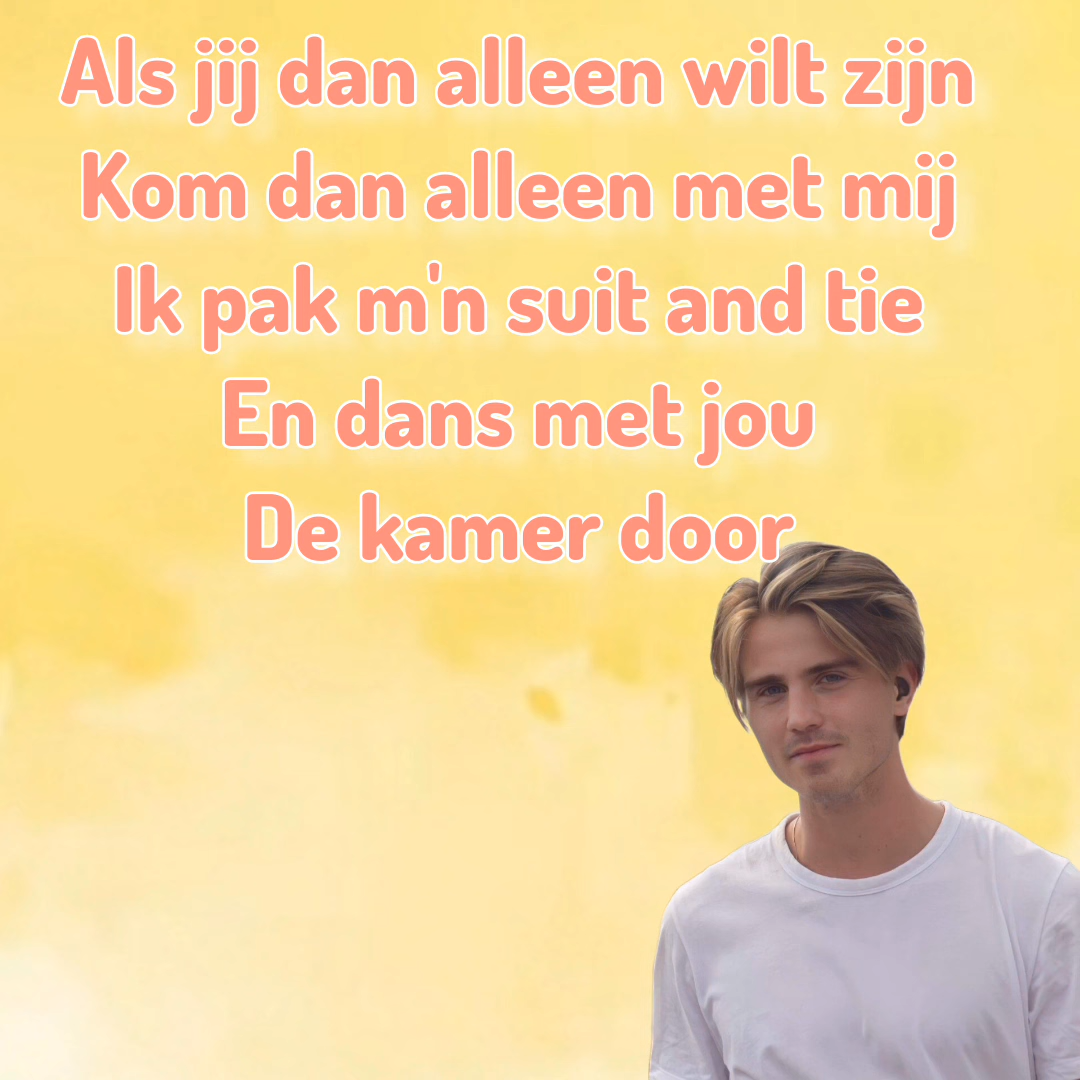 Als jij dan alleen wilt zijn
Kom dan alleen met mij
Ik pak m'n suit and tie
En dans met jou
De kamer door